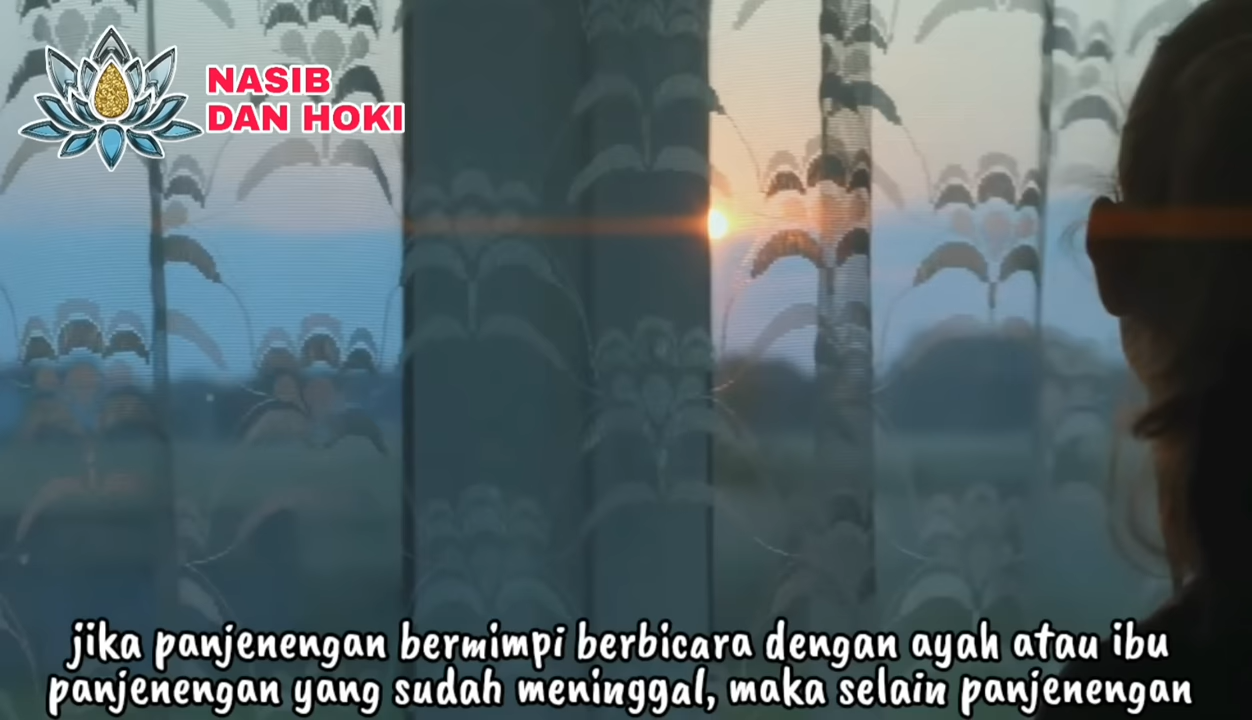 NASIB
DAN HOKI
jika panjenengan bermimpi berbicara dengan ayah atau ibu
panjenengan yang sudah meninggal, maka selain panjenengan